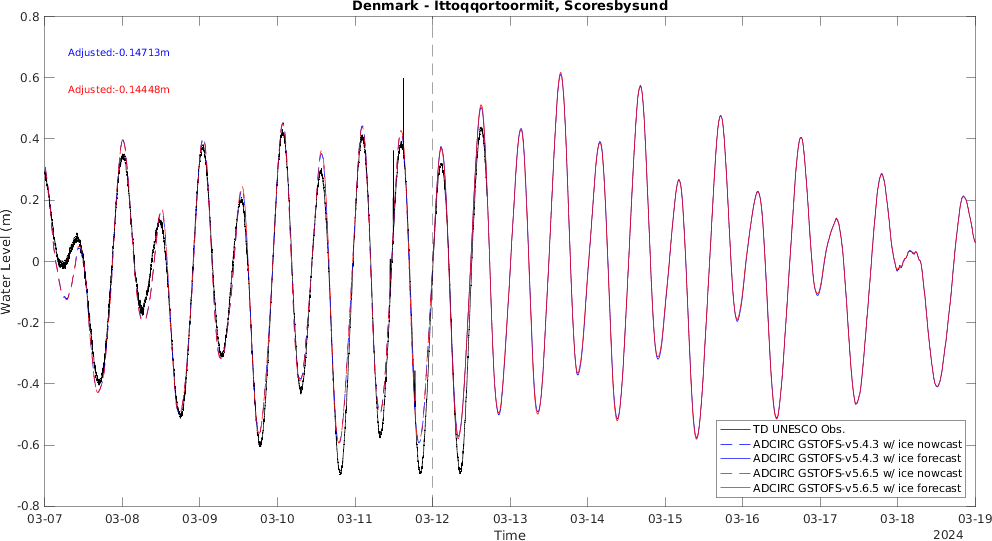 Denmark - Ittoqqortoormiit, Scoresbysund
Adjusted:-0.14713m
Adjusted:-0.14448m
0.8
0.6
0.4
0.2
0
-0.2
-0.4
-0.6
-0.8
Water Level (m)
TD UNESCO Obs.
ADCIRC GSTOFS-v5.4.3 w/ ice nowcast
ADCIRC GSTOFS-v5.4.3 w/ ice forecast
ADCIRC GSTOFS-v5.6.5 w/ ice nowcast
ADCIRC GSTOFS-v5.6.5 w/ ice forecast
03-07 03-08 03-09 03-10 03-11 03-12 03-13 03-14 03-15 03-16 03-17 03-18 03-19
Time
2024